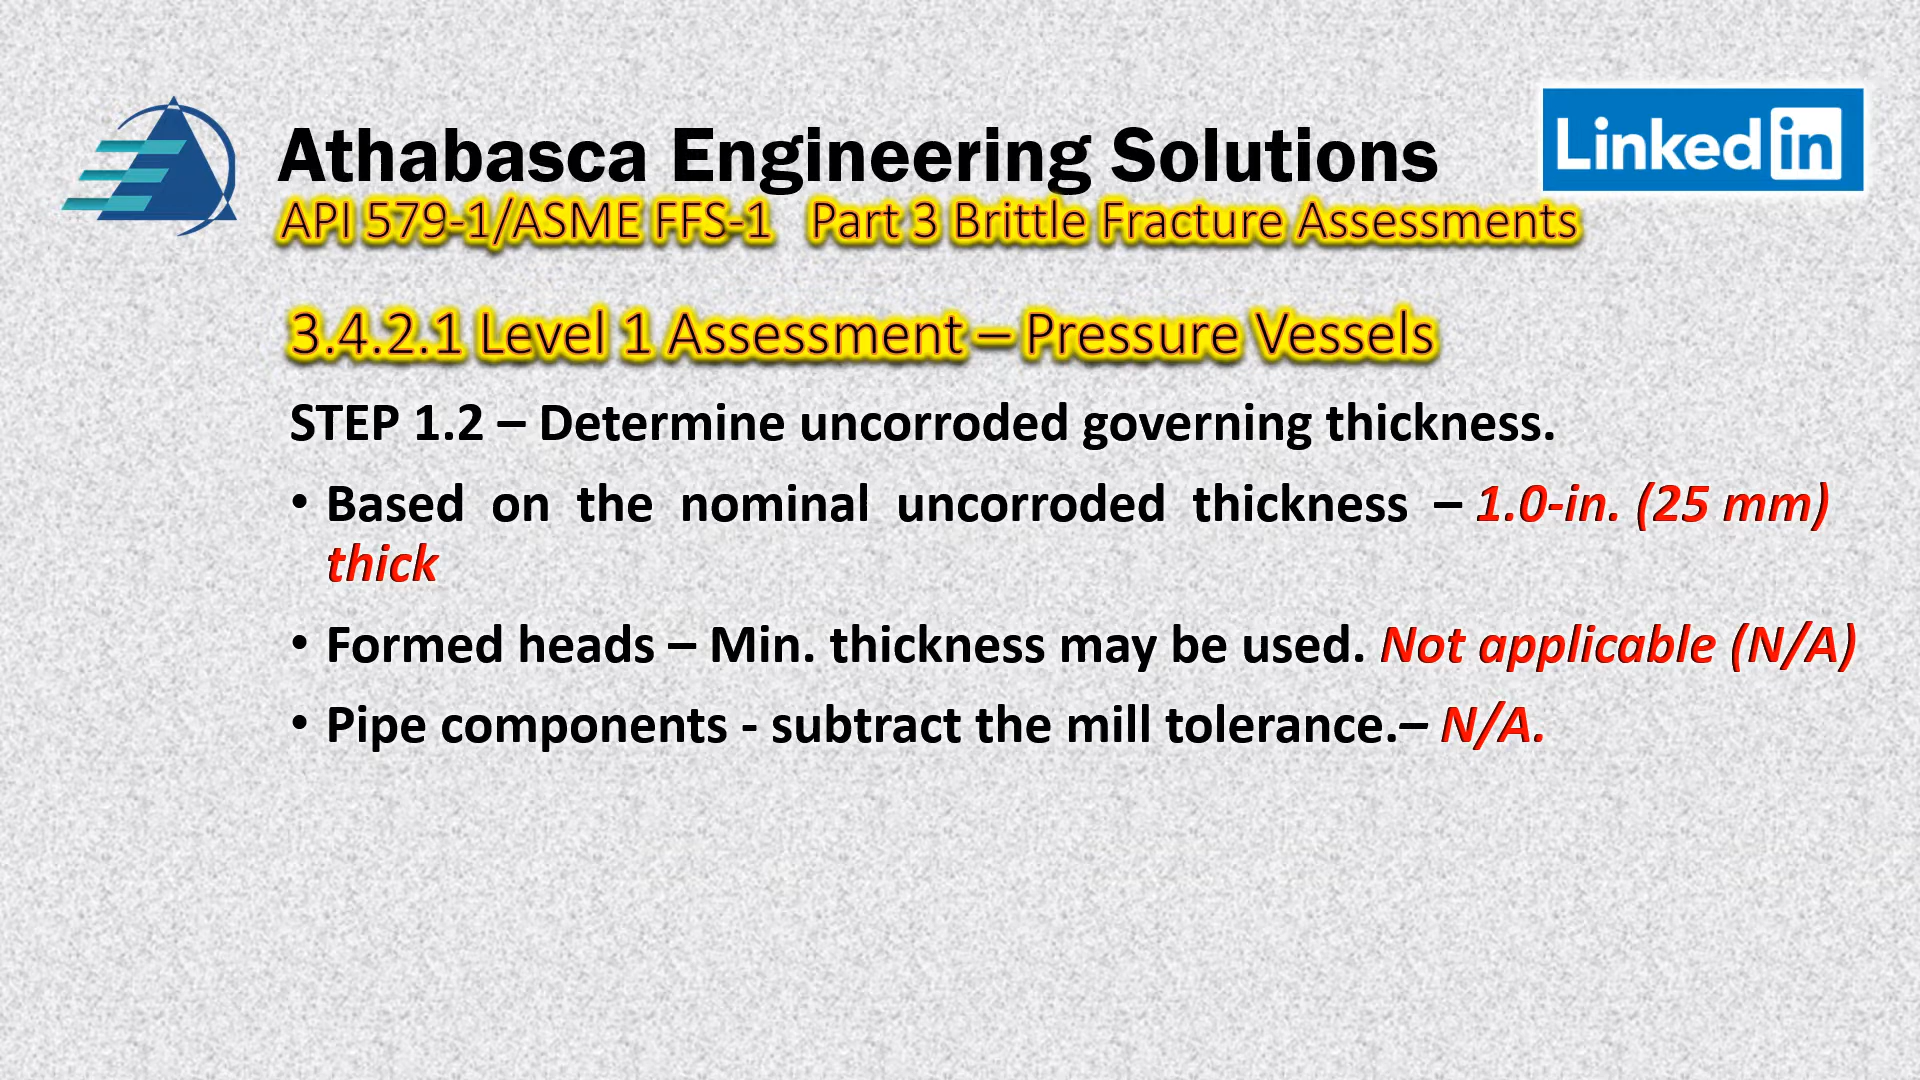 Athabasca Engineering Solutions
LinkedIn
API 579-1/ASME FFS-1 Part 3 Brittle Fracture Assessments
3.4.2.1 Level 1 Assessment – Pressure Vessels
STEP 1.2 – Determine uncorroded governing thickness.
• Based on the nominal uncorroded thickness – 1.0-in. (25 mm)
thick
• Formed heads – Min. thickness may be used. Not applicable (N/A)
• Pipe components - subtract the mill tolerance.– N/A.